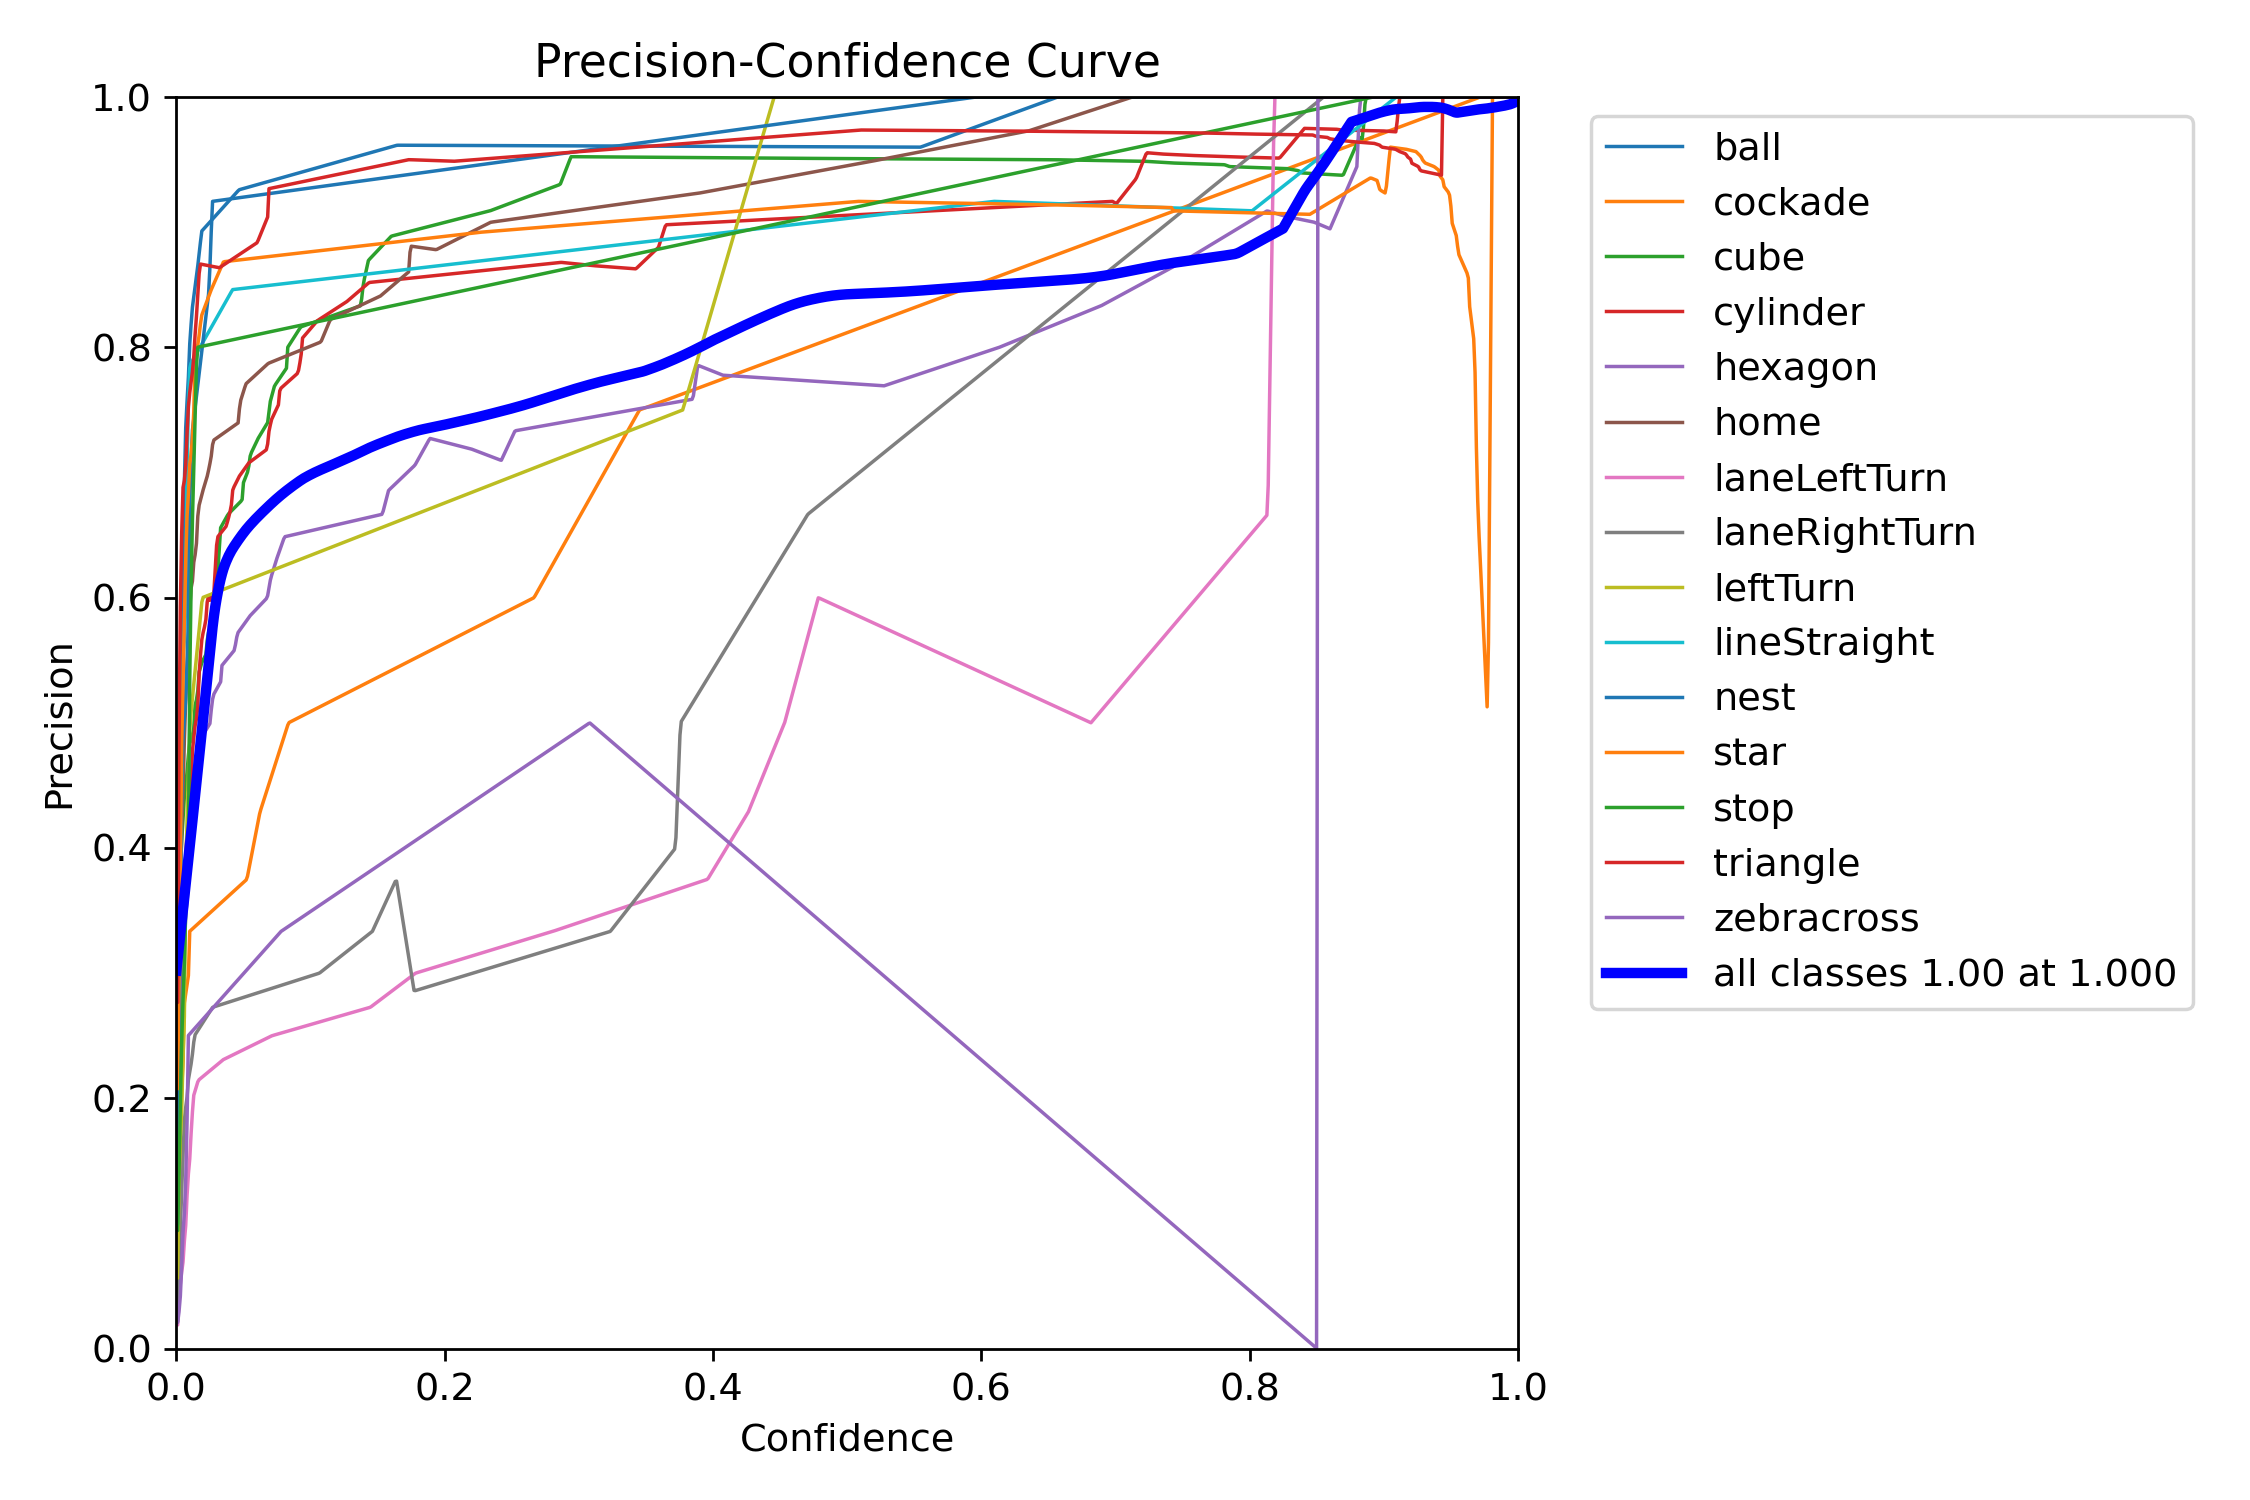 Precision-Confidence Curve
1.0
0.8
0.6
0.4
0.2
0.0
Precision
0.0 0.2 0.4 0.6 0.8 1.0
Confidence
ball
cockade
cube
cylinder
hexagon
home
laneLeftTurn
laneRightTurn
leftTurn
lineStraight
nest
star
stop
triangle
zebracross
all classes 1.00 at 1.000